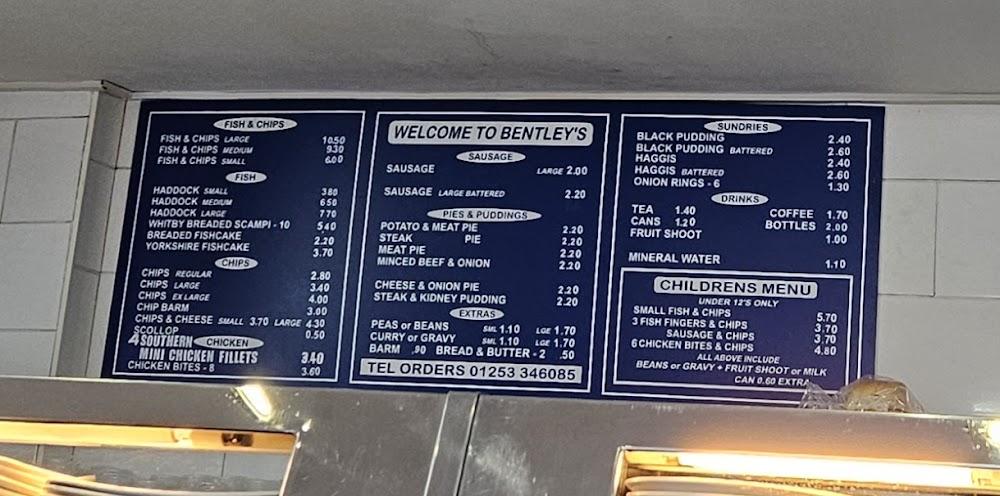 FISH & CHIPS
FISH & CHIPS LARGE 10.50
FISH & CHIPS MEDIUM 9.30
FISH & CHIPS SMALL 6.00
FISH
HADDOCK SMALL 3.80
HADDOCK MEDIUM 6.50
HADDOCK LARGE 7.70
WHITBY BREADED SCAMPI - 10 5.40
BREADED FISHCAKE 2.20
YORKSHIRE FISHCAKE 3.70
CHIPS
CHIPS REGULAR 2.80
CHIPS LARGE 3.40
CHIPS EX LARGE 4.00
CHIP BARM 3.00
CHIPS & CHEESE SMALL 3.70 LARGE 4.30
SCOLLOP 0.50
CHICKEN
4 SOUTHERN
MINI CHICKEN FILLETS 3.40
CHICKEN BITES - 8 3.60
WELCOME TO BENTLEY'S
SAUSAGE
SAUSAGE LARGE 2.00
SAUSAGE LARGE BATTERED 2.20
PIES & PUDDINGS
POTATO & MEAT PIE 2.20
STEAK PIE 2.20
MEAT PIE 2.20
MINCED BEEF & ONION 2.20
CHEESE & ONION PIE 2.20
STEAK & KIDNEY PUDDING 2.20
EXTRAS
PEAS or BEANS SML 1.10 LGE 1.70
CURRY or GRAVY SML 1.10 LGE 1.70
BARM .90 BREAD & BUTTER - 2 .50
TEL ORDERS 01253 346085
SUNDRIES
BLACK PUDDING 2.40
BLACK PUDDING BATTERED 2.60
HAGGIS 2.40
HAGGIS BATTERED 2.60
ONION RINGS - 6 1.30
DRINKS
TEA 1.40 COFFEE 1.70
CANS 1.20 BOTTLES 2.00
FRUIT SHOOT 1.00
MINERAL WATER 1.10
CHILDRENS MENU
UNDER 12'S ONLY
SMALL FISH & CHIPS 5.70
3 FISH FINGERS & CHIPS 3.70
SAUSAGE & CHIPS 3.70
6 CHICKEN BITES & CHIPS 4.80
ALL ABOVE INCLUDE
BEANS or GRAVY + FRUIT SHOOT or MILK
CAN 0.60 EXTRA